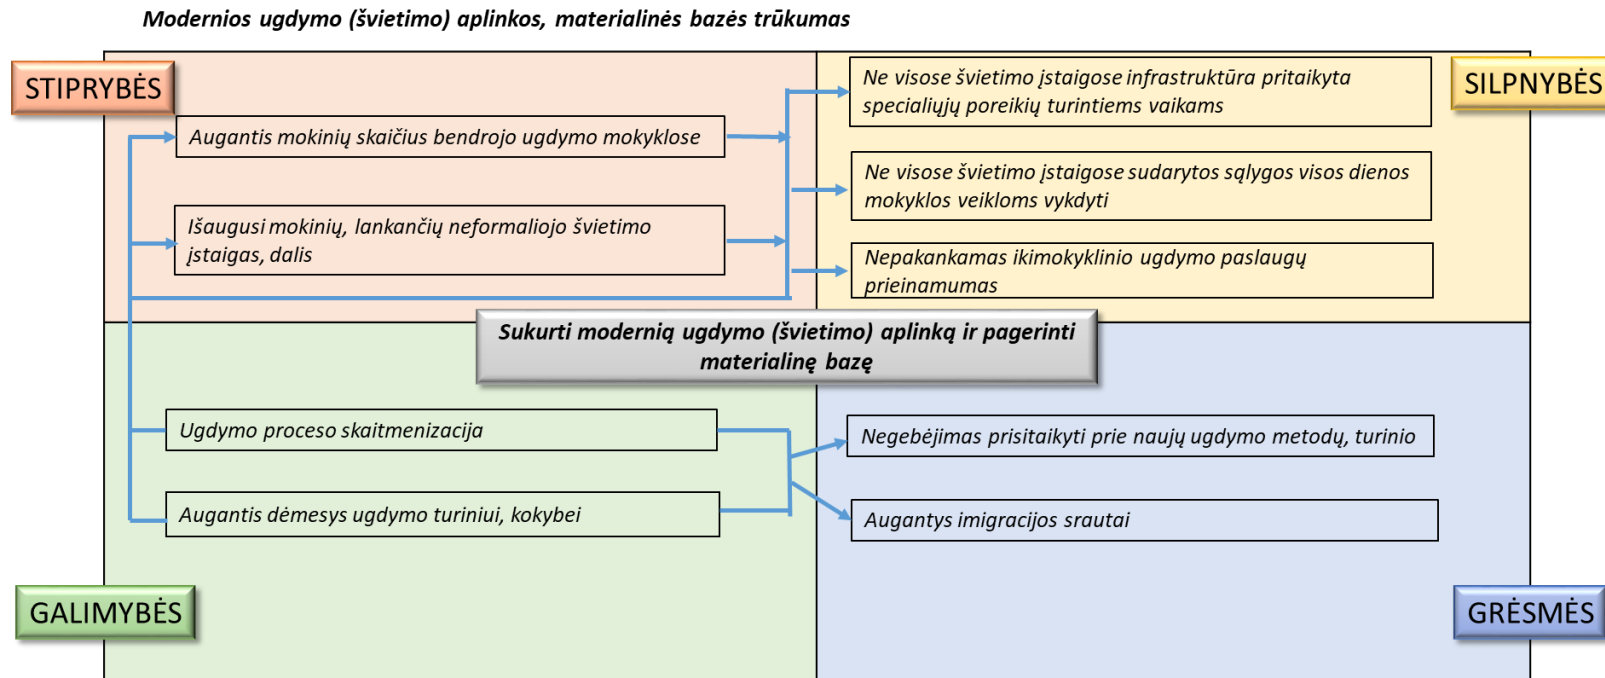 Modernios ugdymo (švietimo) aplinkos, materialinės bazės trūkumas
STIPRYBĖS
Augantis mokinių skaičius bendrojo ugdymo mokyklose
Išaugusi mokinių, lankančių neformaliojo švietimo
įstaigas, dalis
SILPNYBĖS
Ne visose švietimo įstaigose infrastruktūra pritaikyta
specialiųjų poreikių turintiems vaikams
Ne visose švietimo įstaigose sudarytos sąlygos visos dienos
mokyklos veikloms vykdyti
Nepakankamas ikimokyklinio ugdymo paslaugų
prieinamumas
Sukurti modernią ugdymo (švietimo) aplinką ir pagerinti
materialinę bazę
Ugdymo proceso skaitmenizacija
Augantis dėmesys ugdymo turiniui, kokybei
GALIMYBĖS
Negebėjimas prisitaikyti prie naujų ugdymo metodų, turinio
Augantys imigracijos srautai
GRĖSMĖS